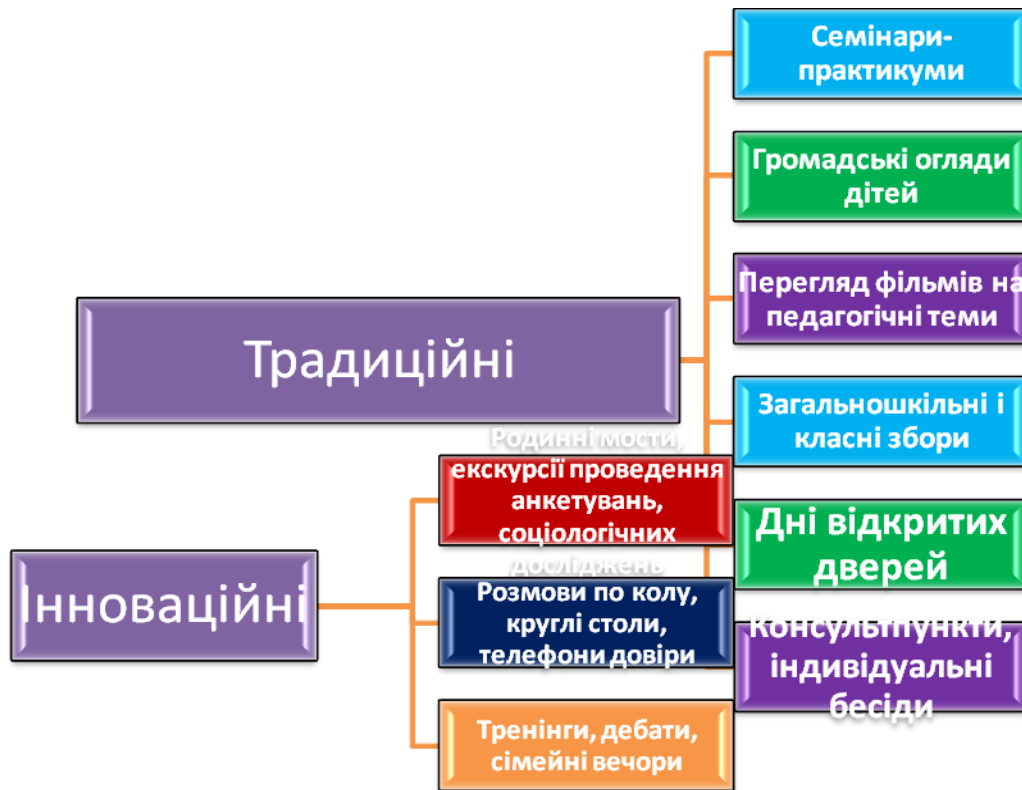 Традиційні
Семінари-
практикуми
Громадські огляди
дітей
Перегляд фільмів на
педагогічні теми
Загальношкільні і
класні збори
Дні відкритих
дверей
Консультпункти,
індивідуальні
бесіди
Інноваційні
Родинні мости,
екскурсії проведення
анкетувань,
соціологічних
досліджень
Розмови по колу,
круглі столи,
телефони довіри
Тренінги, дебати,
сімейні вечори